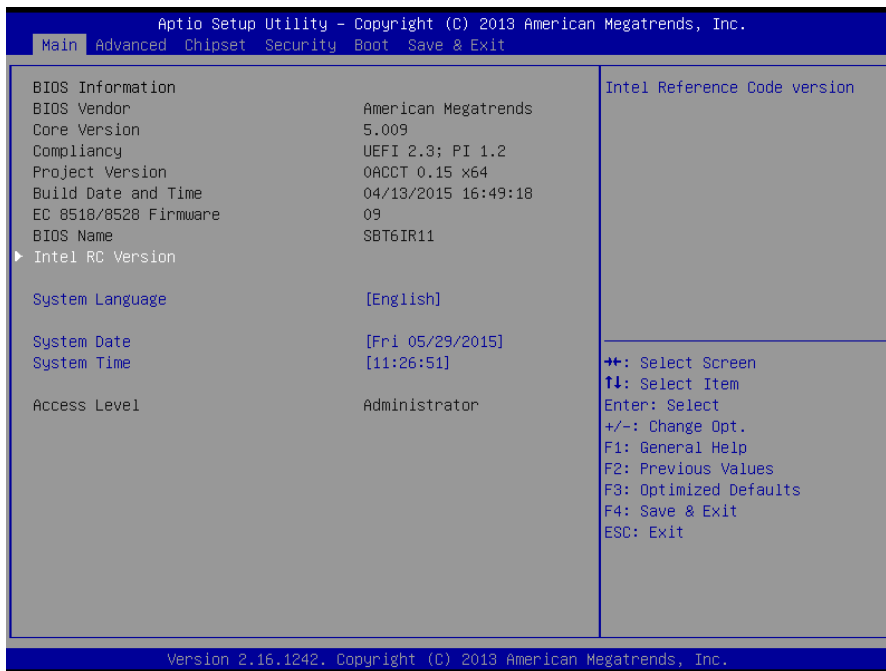 Aptio Setup Utility – Copyright (C) 2013 American Megatrends, Inc.
Main Advanced Chipset Security Boot Save & Exit
BIOS Information
BIOS Vendor American Megatrends
Core Version 5.009
Compliancy UEFI 2.3; PI 1.2
Project Version 0ACCT 0.15 x64
Build Date and Time 04/13/2015 16:49:18
EC 8518/8528 Firmware 09
BIOS Name SBT6IR11
Intel RC Version
System Language [English]
System Date [Fri 05/29/2015]
System Time [11:26:51]
Access Level Administrator
Intel Reference Code version
→←: Select Screen
↑↓: Select Item
Enter: Select
+/-: Change Opt.
F1: General Help
F2: Previous Values
F3: Optimized Defaults
F4: Save & Exit
ESC: Exit
Version 2.16.1242. Copyright (C) 2013 American Megatrends, Inc.